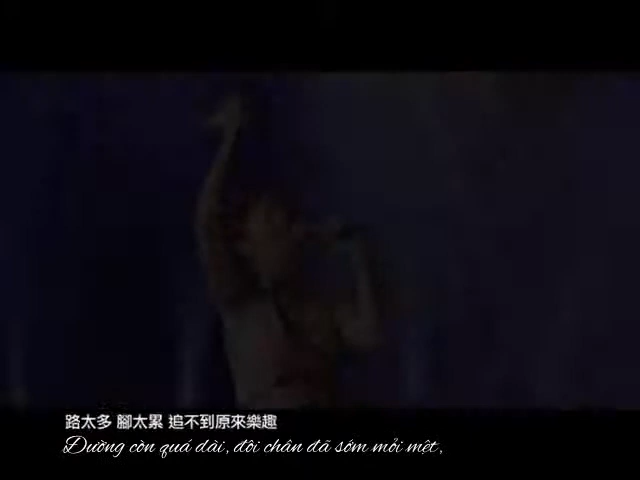 路太多 腳太累 追不到原來樂趣
Đường còn quá dài, đôi chân đã sớm mỏi mệt,